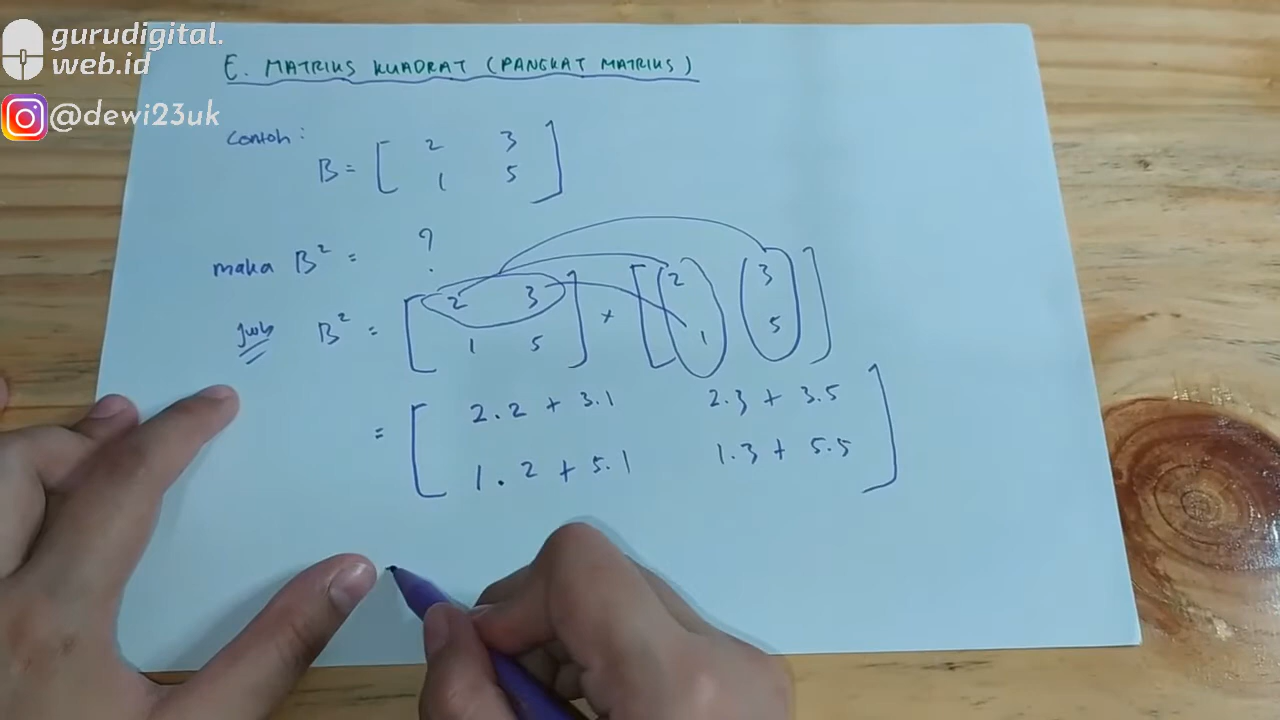 gurudigital.
web.id
@dewi23uk
E. MATRIKS KUADRAT (PANGKAT MATRIKS)
Contoh :
B = [ 2 3
1 5 ]
maka B² = ?
Jwb B² = [ 2 3
1 5 ] × [ 2 3
1 5 ]
= [ 2.2 + 3.1 2.3 + 3.5
1.2 + 5.1 1.3 + 5.5 ]